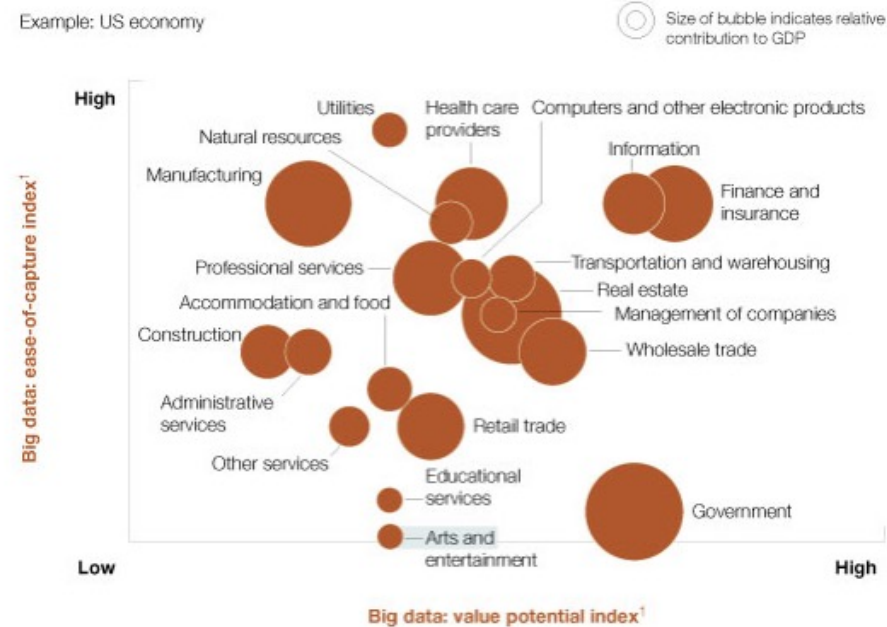 Example: US economy
Size of bubble indicates relative
contribution to GDP
High
Utilities
Health care
providers
Computers and other electronic products
Natural resources
Information
Manufacturing
Finance and
insurance
Professional services
Transportation and warehousing
Real estate
Accommodation and food
Management of companies
Construction
Wholesale trade
Administrative
services
Retail trade
Other services
Educational
services
Government
Arts and
entertainment
Low
High
Big data: ease-of-capture index¹
Big data: value potential index¹